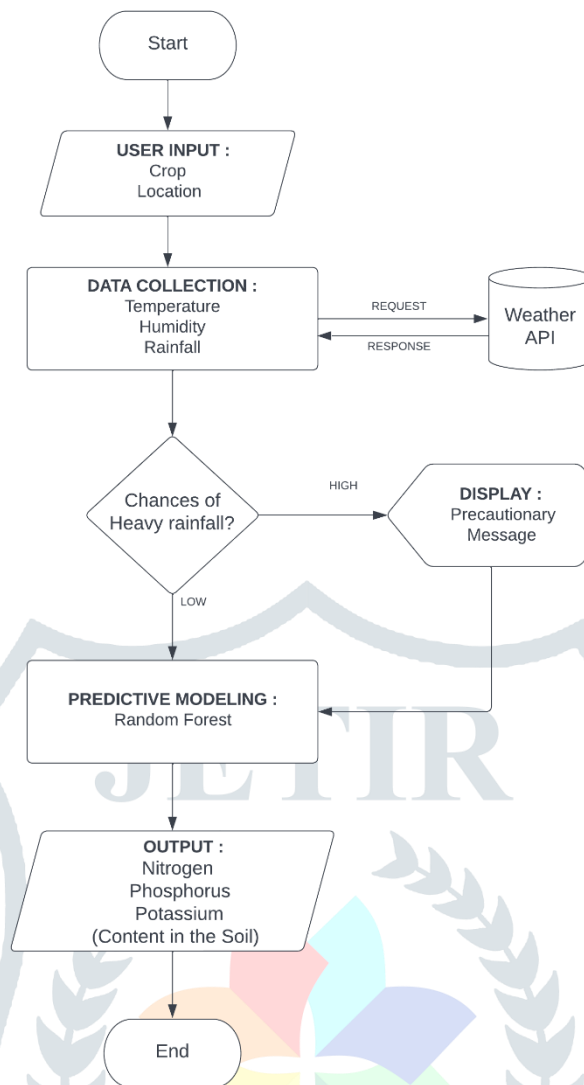 Start
USER INPUT :
Crop
Location
DATA COLLECTION :
Temperature
Humidity
Rainfall
REQUEST
RESPONSE
Weather
API
Chances of
Heavy rainfall?
HIGH
DISPLAY :
Precautionary
Message
LOW
PREDICTIVE MODELING :
Random Forest
JETIR
OUTPUT :
Nitrogen
Phosphorus
Potassium
(Content in the Soil)
End